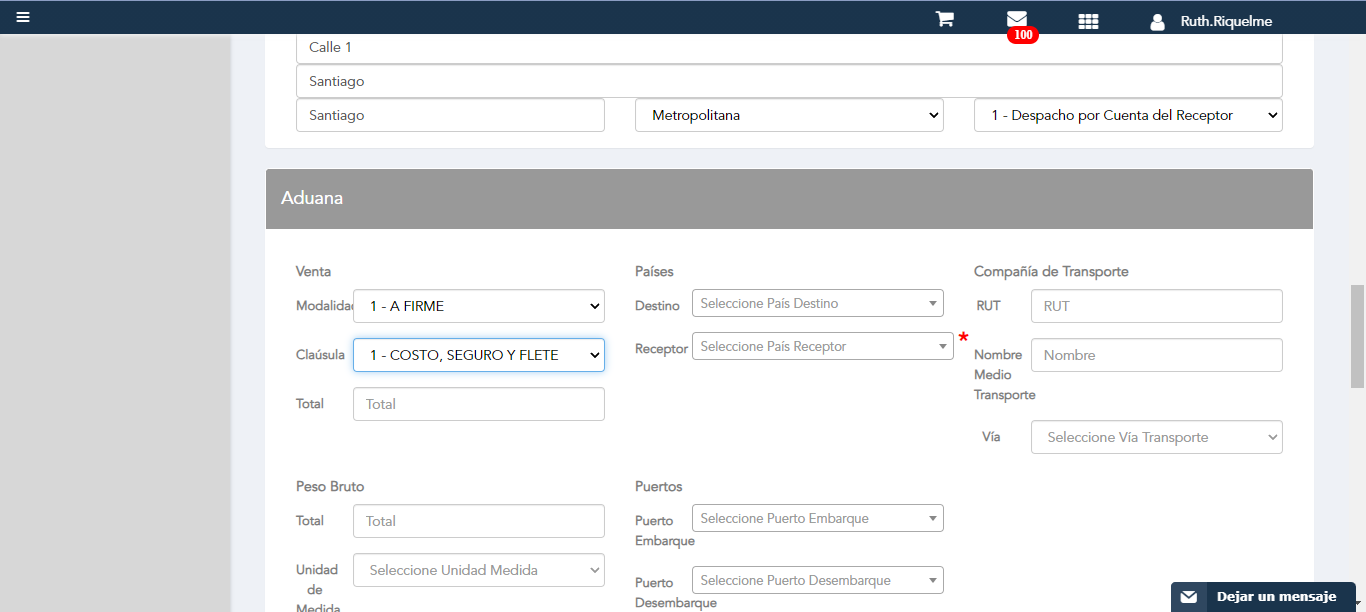 Ruth.Riquelme
100
Calle 1
Santiago
Santiago Metropolitana 1 - Despacho por Cuenta del Receptor
Aduana
Venta Países Compañía de Transporte
Modalidad 1 - A FIRME Destino Seleccione País Destino RUT RUT
Claúsula 1 - COSTO, SEGURO Y FLETE Receptor Seleccione País Receptor * Nombre Medio Transporte Nombre
Total Total
Vía Seleccione Vía Transporte
Peso Bruto Puertos
Total Total Puerto Embarque Seleccione Puerto Embarque
Unidad de Medida Seleccione Unidad Medida Puerto Desembarque Seleccione Puerto Desembarque
Dejar un mensaje